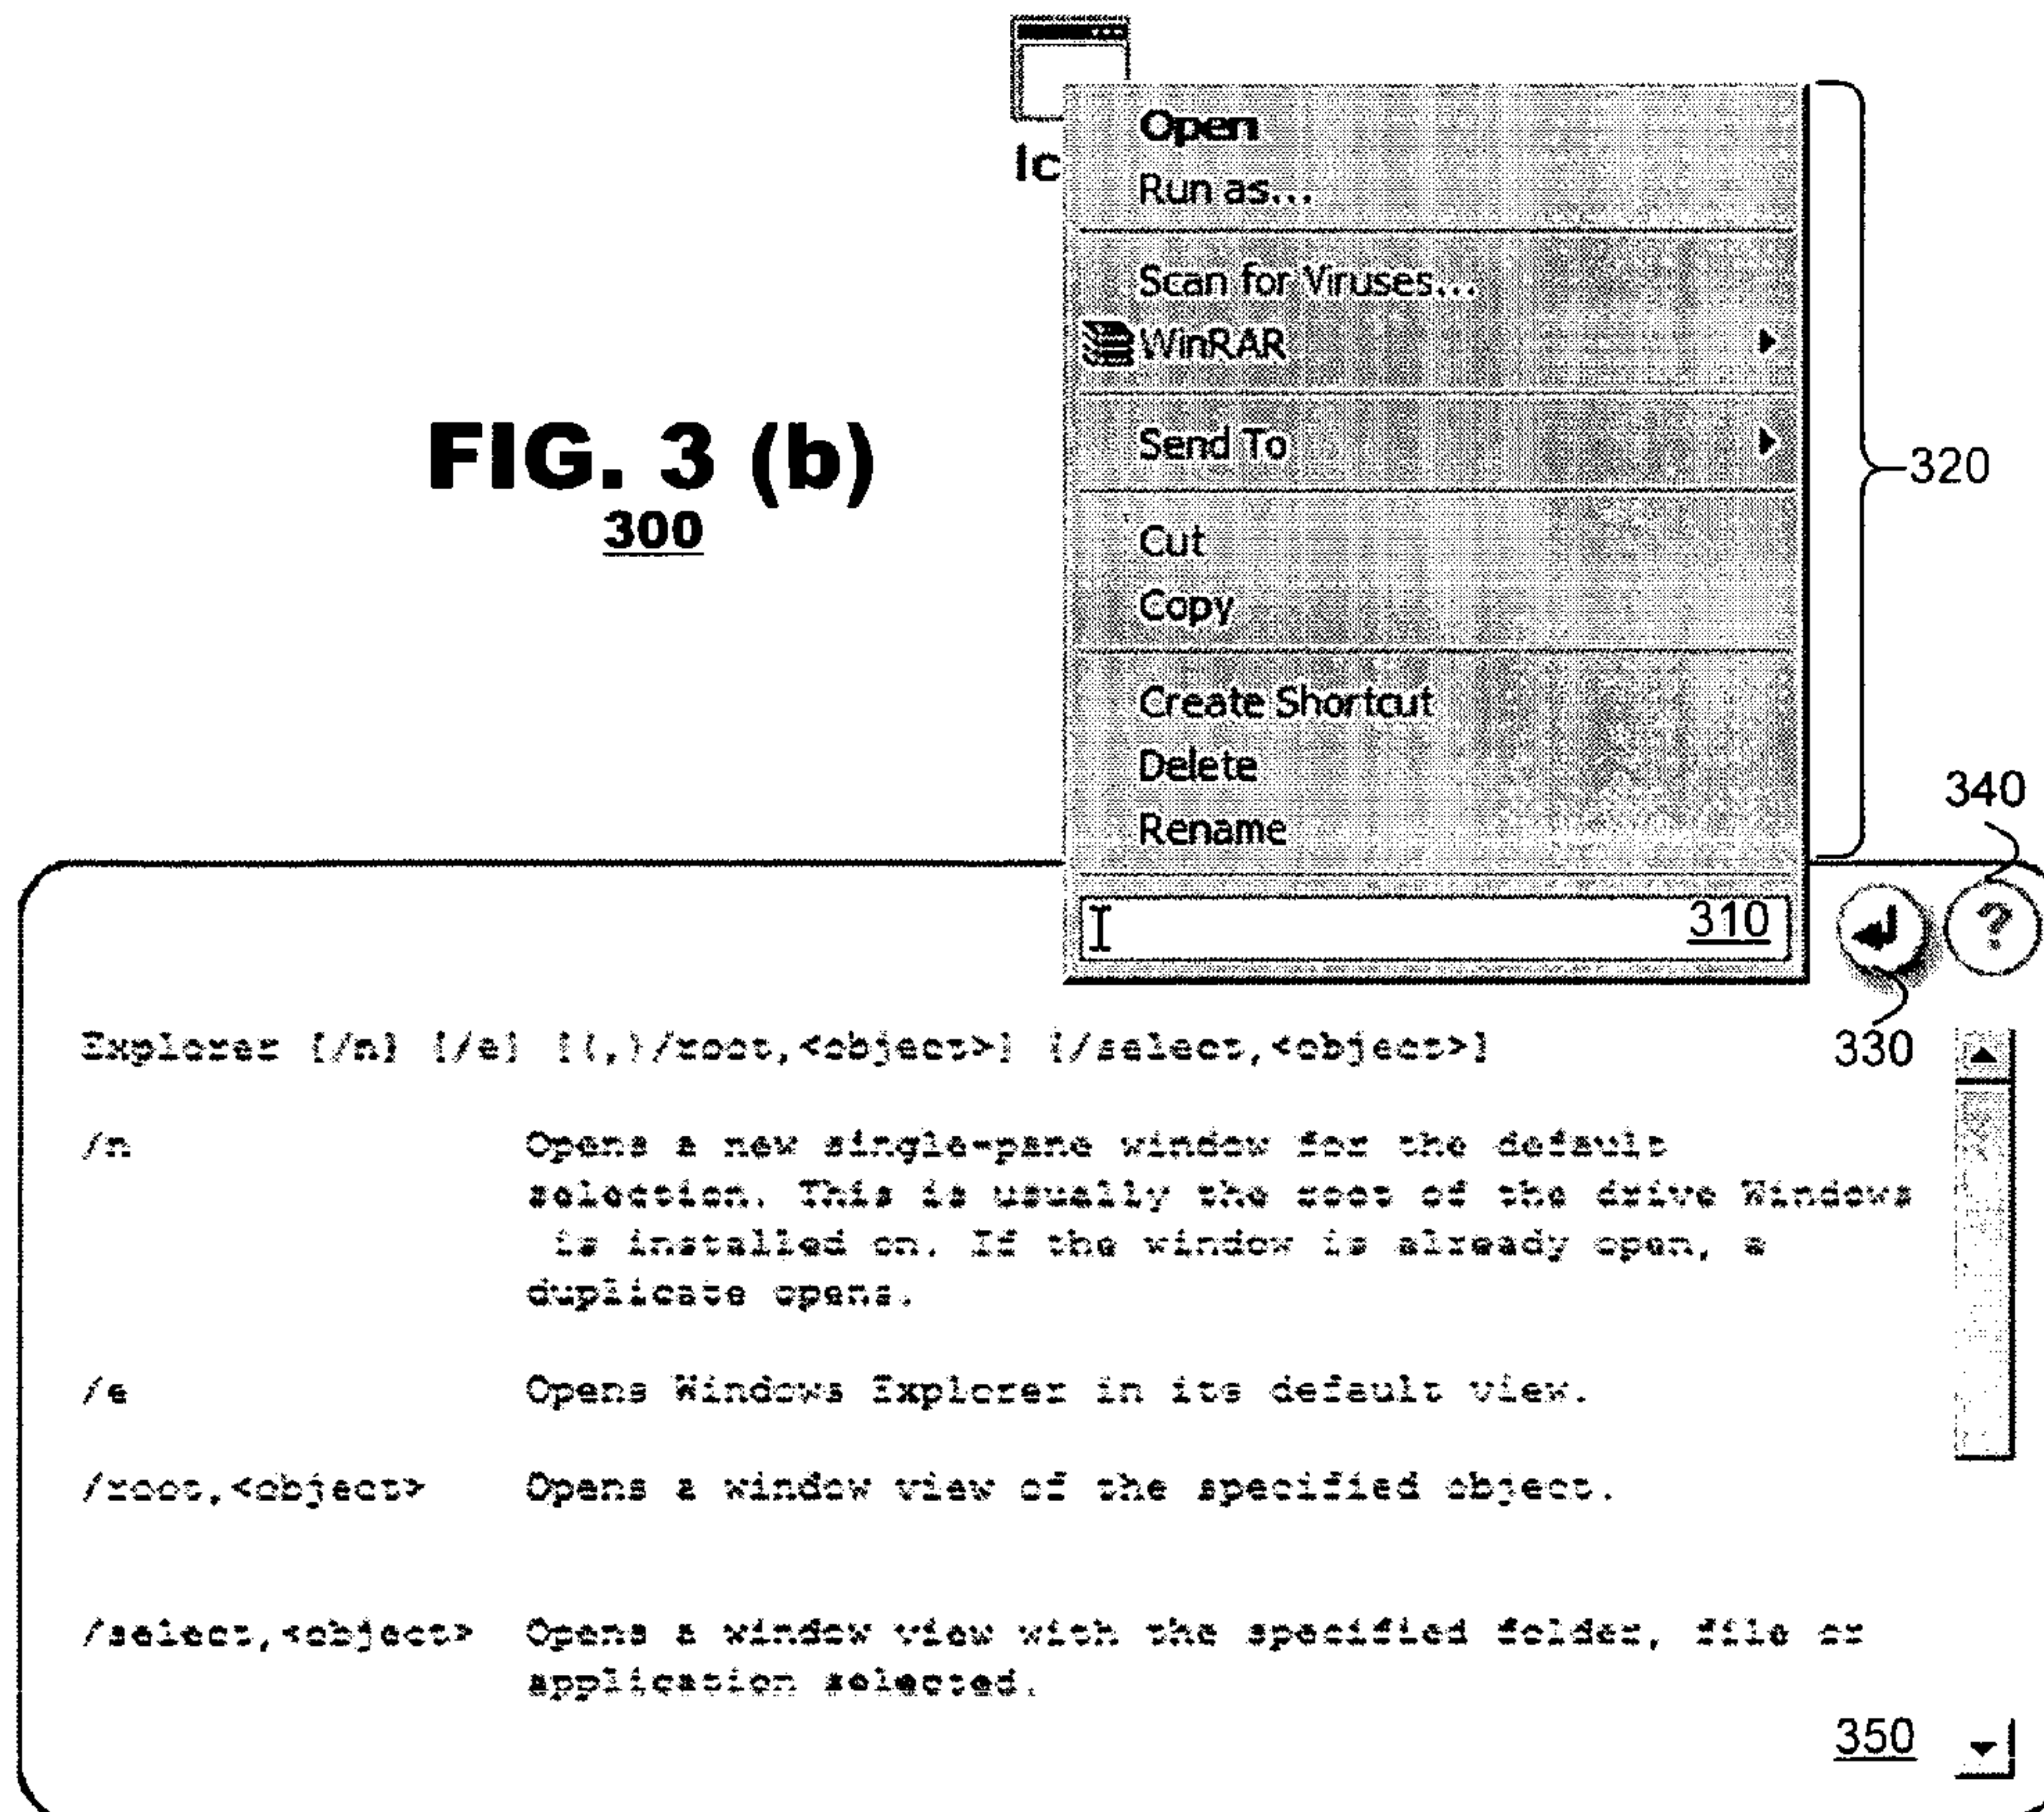 Ic
Open
Run as...
Scan for Viruses...
WinRAR
Send To
Cut
Copy
Create Shortcut
Delete
Rename
320
FIG. 3 (b)
300
340
310
?
330
Explorer [/n] [/e] [(,)/root,<object>] [/select,<object>]
/n Opens a new single-pane window for the default
selection. This is usually the root of the drive Windows
is installed on. If the window is already open, a
duplicate opens.
/e Opens Windows Explorer in its default view.
/root,<object> Opens a window view of the specified object.
/select,<object> Opens a window view with the specified folder, file or
application selected.
350